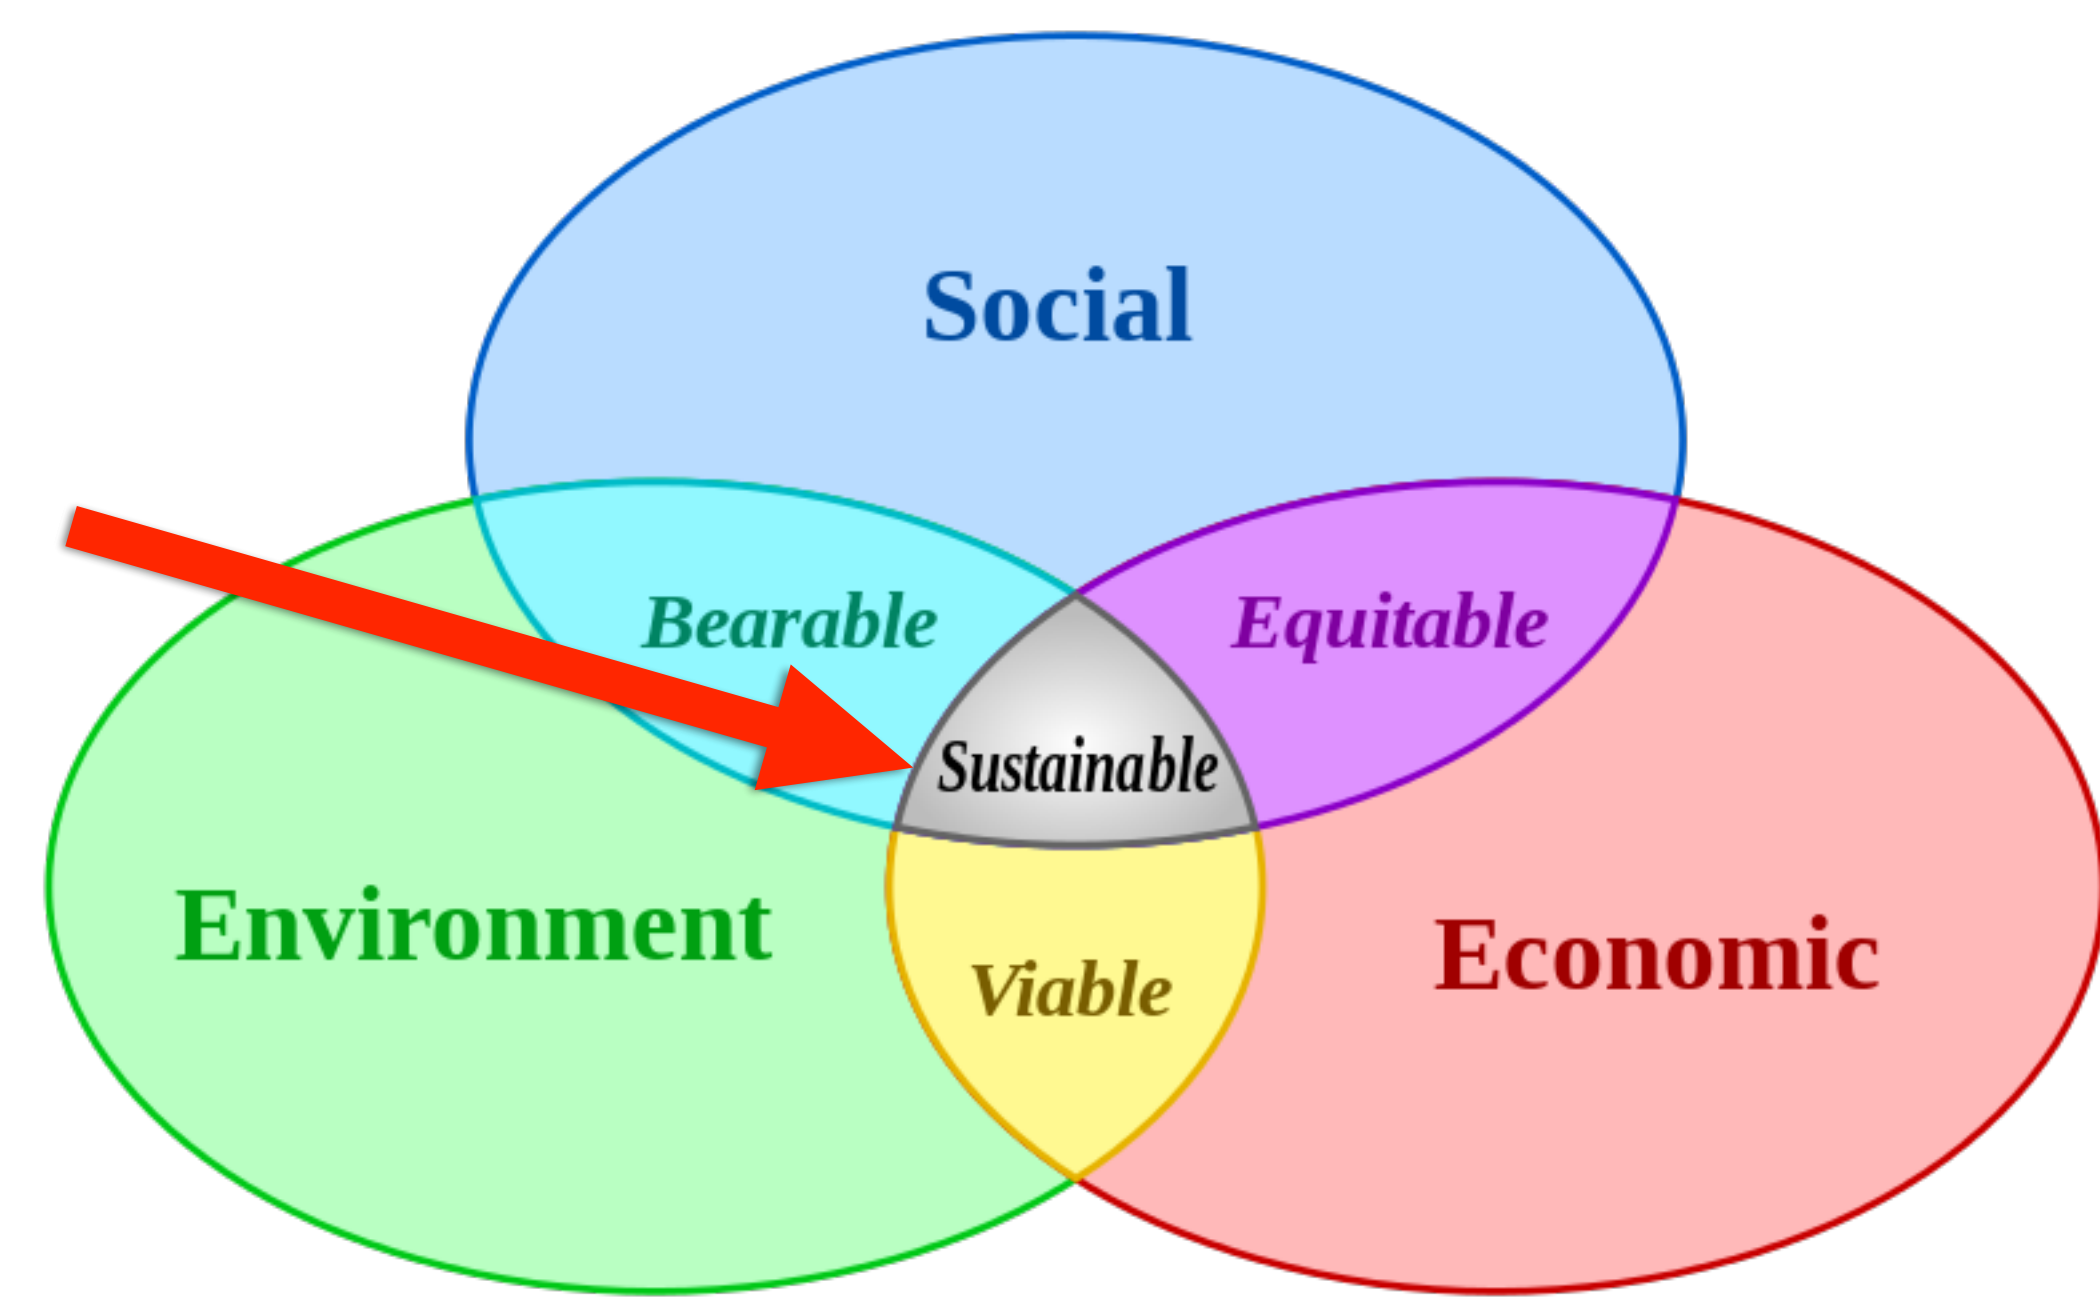 Social
Bearable
Equitable
Sustainable
Environment
Economic
Viable